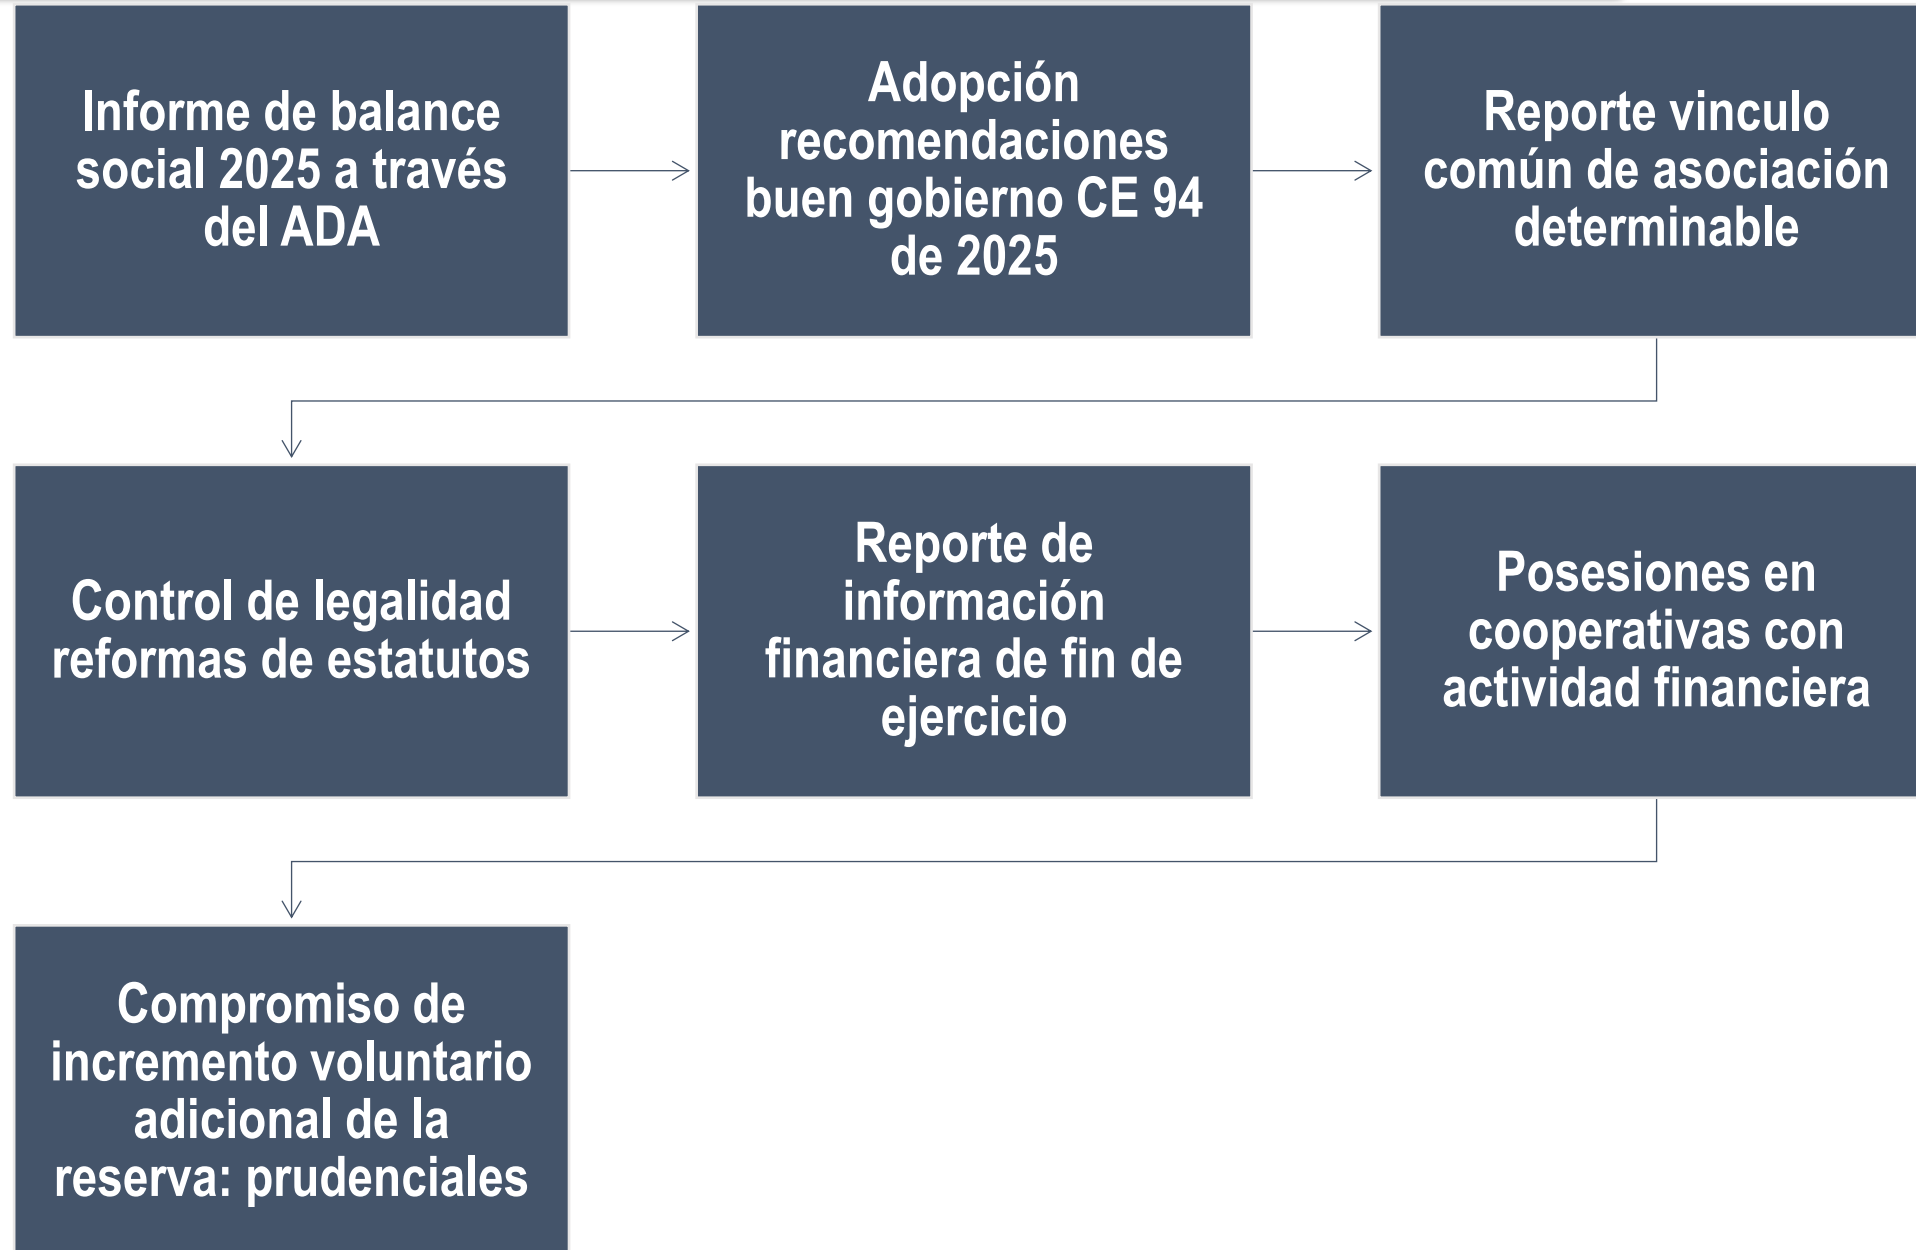 Informe de balance
social 2025 a través
del ADA
Adopción
recomendaciones
buen gobierno CE 94
de 2025
Reporte vinculo
común de asociación
determinable
Control de legalidad
reformas de estatutos
Reporte de
información
financiera de fin de
ejercicio
Posesiones en
cooperativas con
actividad financiera
Compromiso de
incremento voluntario
adicional de la
reserva: prudenciales